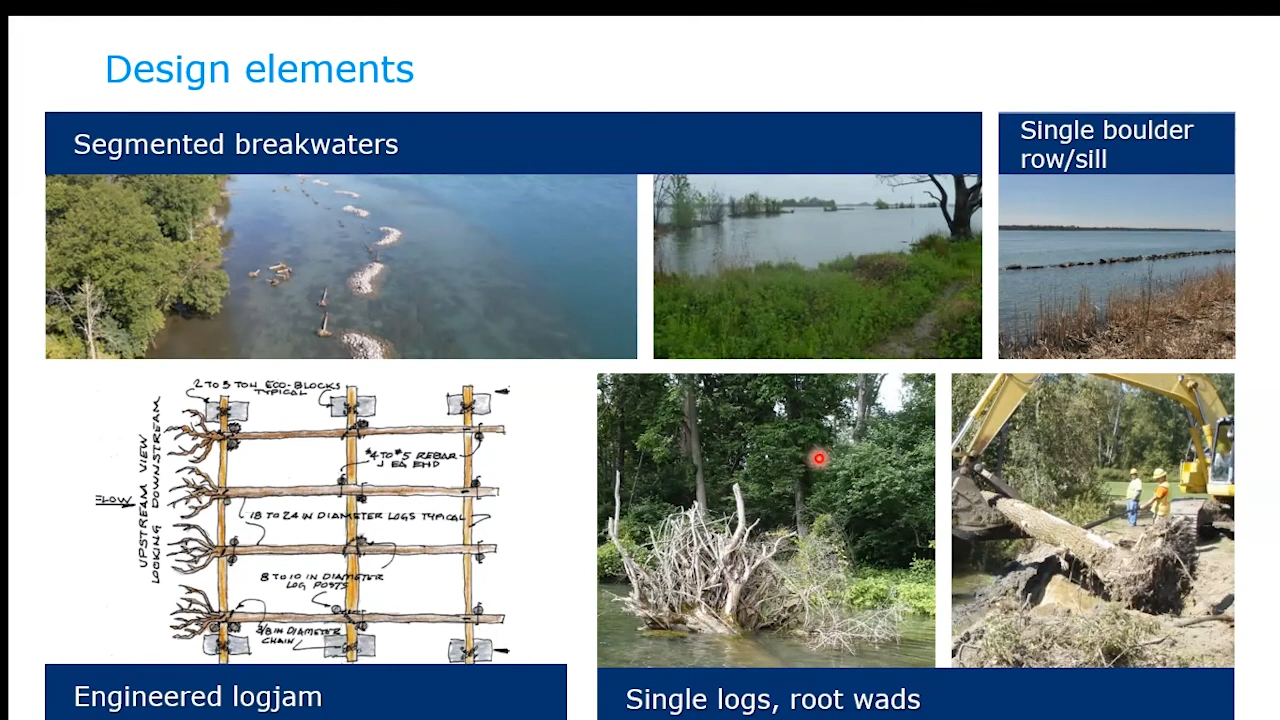 Design elements
Segmented breakwaters
Single boulder
row/sill
2 TO 3 TON ECO-BLOCKS
TYPICAL
UPSTREAM VIEW
LOOKING DOWNSTREAM
#4 TO #5 REBAR
EA END
FLOW
18 TO 24 IN DIAMETER LOGS TYPICAL
8 TO 10 IN DIAMETER
LOG POSTS
3/8 IN DIAMETER
CHAIN
Engineered logjam
Single logs, root wads